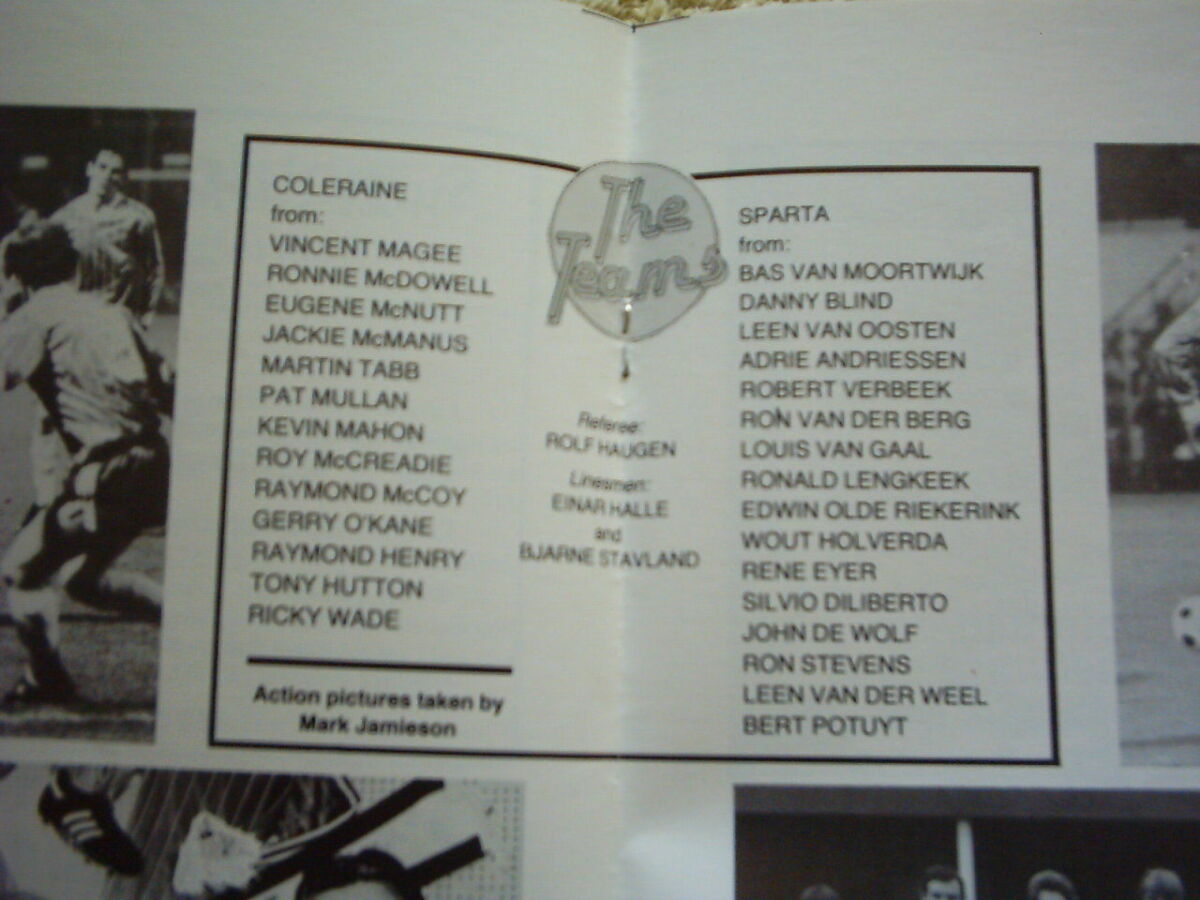 COLERAINE
from:
VINCENT MAGEE
RONNIE McDOWELL
EUGENE McNUTT
JACKIE McMANUS
MARTIN TABB
PAT MULLAN
KEVIN MAHON
ROY McCREADIE
RAYMOND McCOY
GERRY O'KANE
RAYMOND HENRY
TONY HUTTON
RICKY WADE
Action pictures taken by
Mark Jamieson
The
Teams
Referee:
ROLF HAUGEN
Linesmen:
EINAR HALLE
and
BJARNE STAVLAND
SPARTA
from:
BAS VAN MOORTWIJK
DANNY BLIND
LEEN VAN OOSTEN
ADRIE ANDRIESSEN
ROBERT VERBEEK
RON VAN DER BERG
LOUIS VAN GAAL
RONALD LENGKEEK
EDWIN OLDE RIEKERINK
WOUT HOLVERDA
RENE EYER
SILVIO DILIBERTO
JOHN DE WOLF
RON STEVENS
LEEN VAN DER WEEL
BERT POTUYT